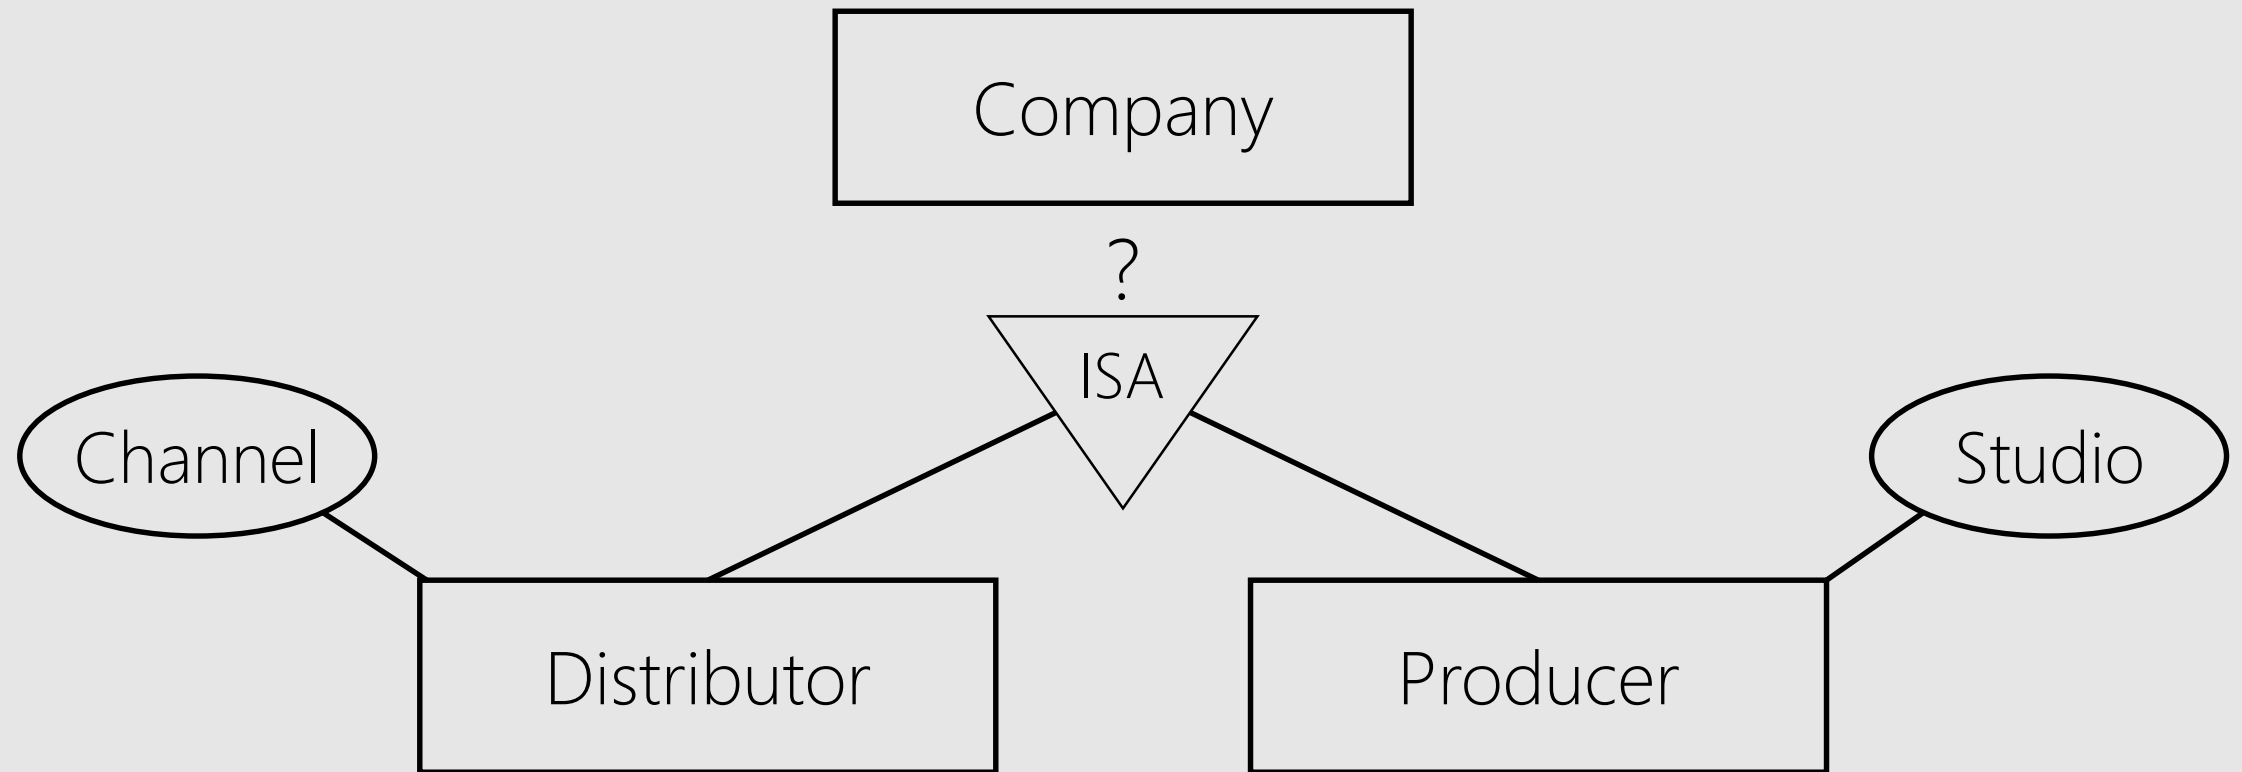 Company
?
ISA
Channel
Studio
Distributor
Producer